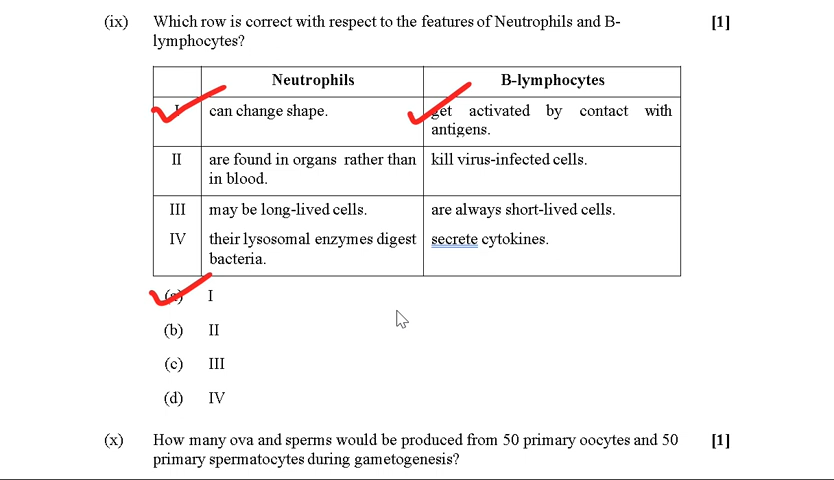 (ix) Which row is correct with respect to the features of Neutrophils and B- [1]
lymphocytes?
Neutrophils B-lymphocytes
I can change shape. get activated by contact with
antigens.
II are found in organs rather than kill virus-infected cells.
in blood.
III may be long-lived cells. are always short-lived cells.
IV their lysosomal enzymes digest secrete cytokines.
bacteria.
(a) I
(b) II
(c) III
(d) IV
(x) How many ova and sperms would be produced from 50 primary oocytes and 50 [1]
primary spermatocytes during gametogenesis?